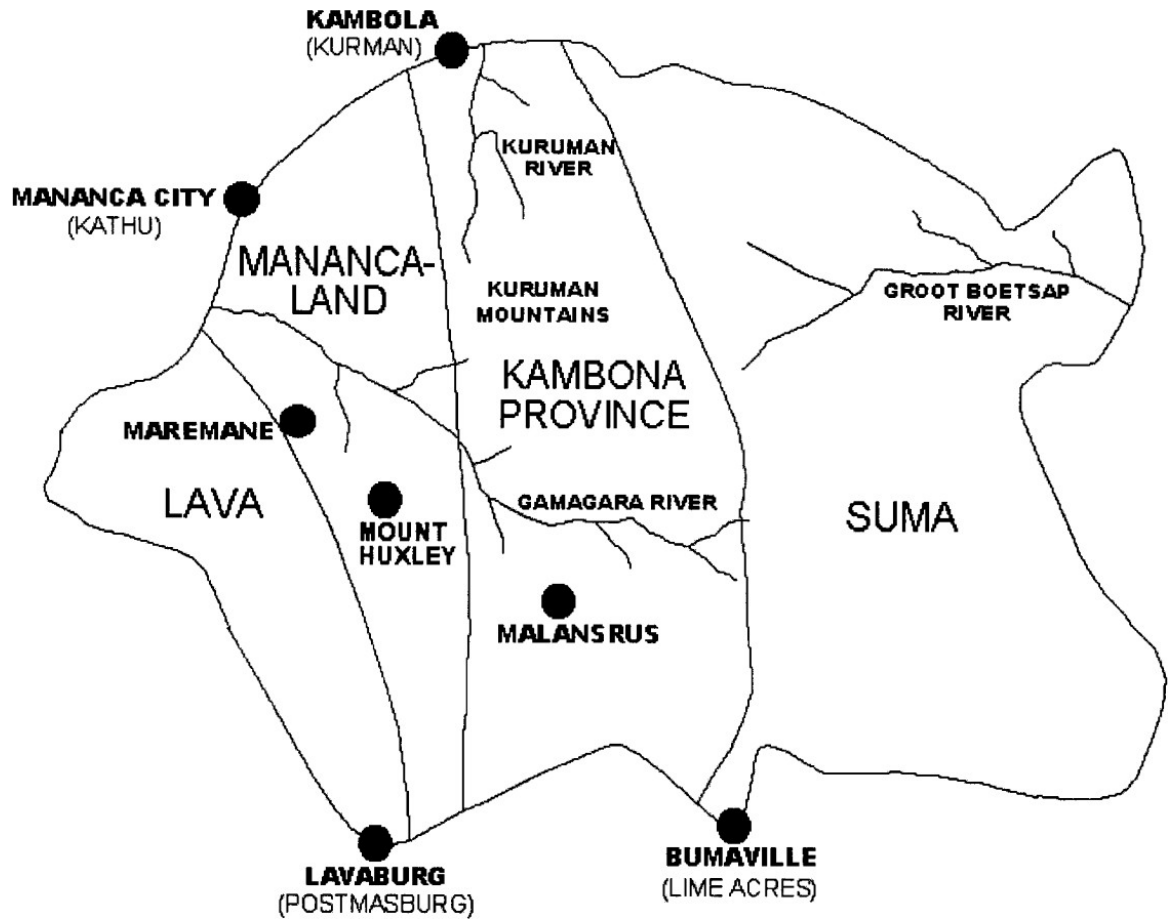 KAMBOLA
(KURMAN)
KURUMAN
RIVER
MANANCA CITY
(KATHU)
MANANCA-
LAND
KURUMAN
MOUNTAINS
GROOT BOETSAP
RIVER
KAMBONA
PROVINCE
MAREMANE
LAVA
GAMAGARA RIVER
SUMA
MOUNT
HUXLEY
MALANSRUS
LAVABURG
(POSTMASBURG)
BUMAVILLE
(LIME ACRES)